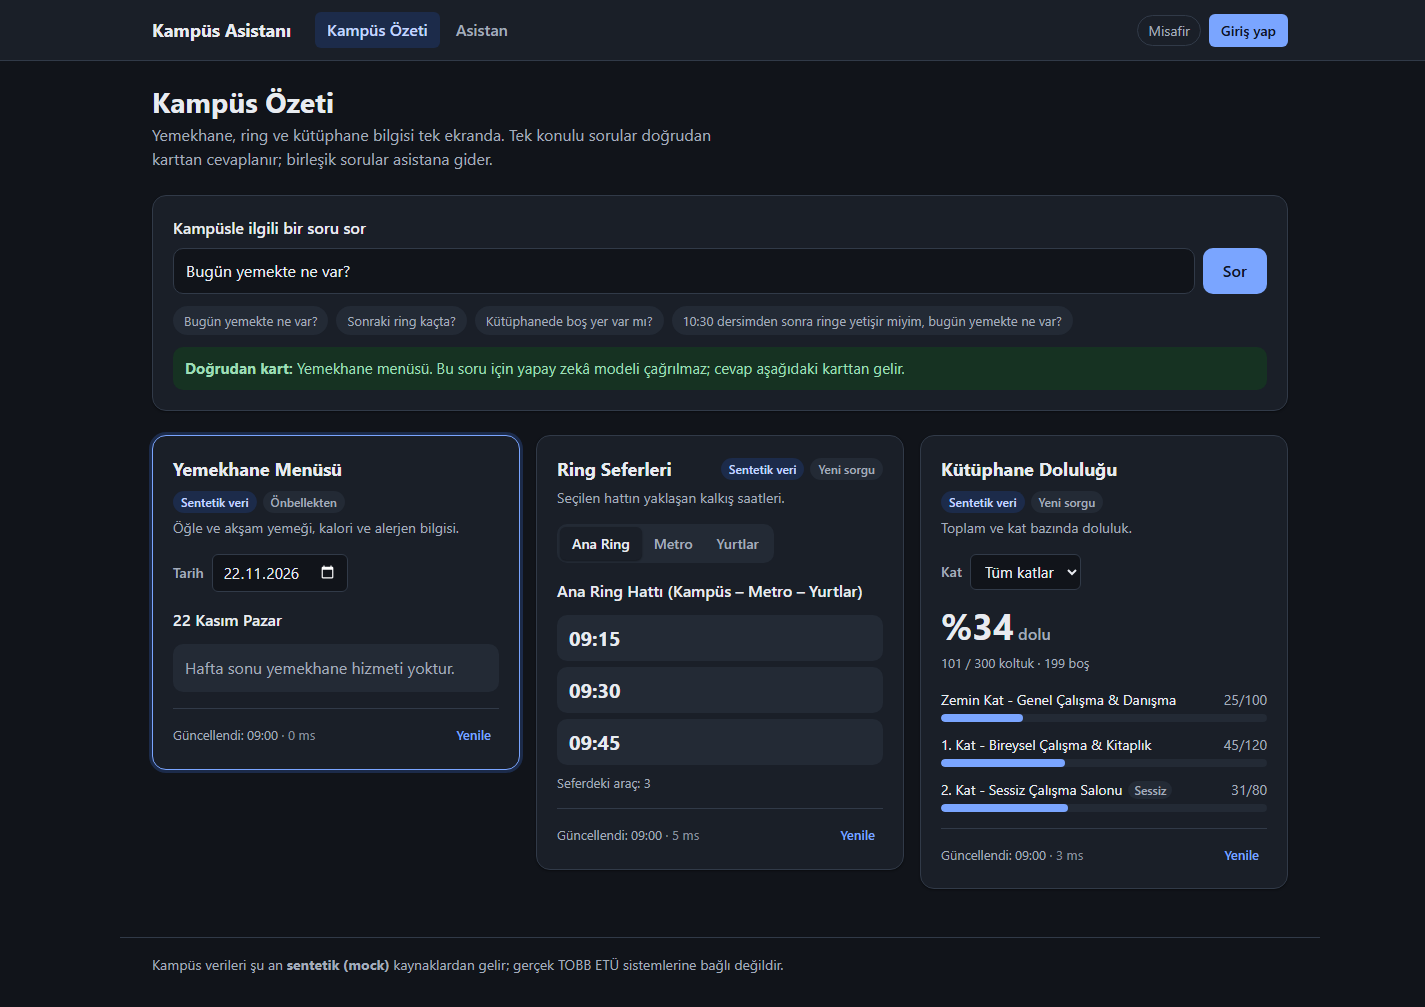 Kampüs Asistanı
Kampüs Özeti
Asistan
Misafir
Giriş yap
Kampüs Özeti
Yemekhane, ring ve kütüphane bilgisi tek ekranda. Tek konulu sorular doğrudan
karttan cevaplanır; birleşik sorular asistana gider.
Kampüsle ilgili bir soru sor
Bugün yemekte ne var?
Sor
Bugün yemekte ne var?
Sonraki ring kaçta?
Kütüphanede boş yer var mı?
10:30 dersimden sonra ringe yetişir miyim, bugün yemekte ne var?
Doğrudan kart: Yemekhane menüsü. Bu soru için yapay zekâ modeli çağrılmaz; cevap aşağıdaki karttan gelir.
Yemekhane Menüsü
Sentetik veri
Önbellekten
Öğle ve akşam yemeği, kalori ve alerjen bilgisi.
Tarih
22.11.2026
22 Kasım Pazar
Hafta sonu yemekhane hizmeti yoktur.
Güncellendi: 09:00 · 0 ms
Yenile
Ring Seferleri
Sentetik veri
Yeni sorgu
Seçilen hattın yaklaşan kalkış saatleri.
Ana Ring
Metro
Yurtlar
Ana Ring Hattı (Kampüs – Metro – Yurtlar)
09:15
09:30
09:45
Seferdeki araç: 3
Güncellendi: 09:00 · 5 ms
Yenile
Kütüphane Doluluğu
Sentetik veri
Yeni sorgu
Toplam ve kat bazında doluluk.
Kat
Tüm katlar
%34 dolu
101 / 300 koltuk · 199 boş
Zemin Kat - Genel Çalışma & Danışma
25/100
1. Kat - Bireysel Çalışma & Kitaplık
45/120
2. Kat - Sessiz Çalışma Salonu
Sessiz
31/80
Güncellendi: 09:00 · 3 ms
Yenile
Kampüs verileri şu an sentetik (mock) kaynaklardan gelir; gerçek TOBB ETÜ sistemlerine bağlı değildir.